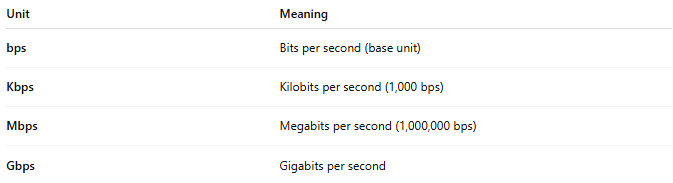 Unit Meaning
bps Bits per second (base unit)
Kbps Kilobits per second (1,000 bps)
Mbps Megabits per second (1,000,000 bps)
Gbps Gigabits per second